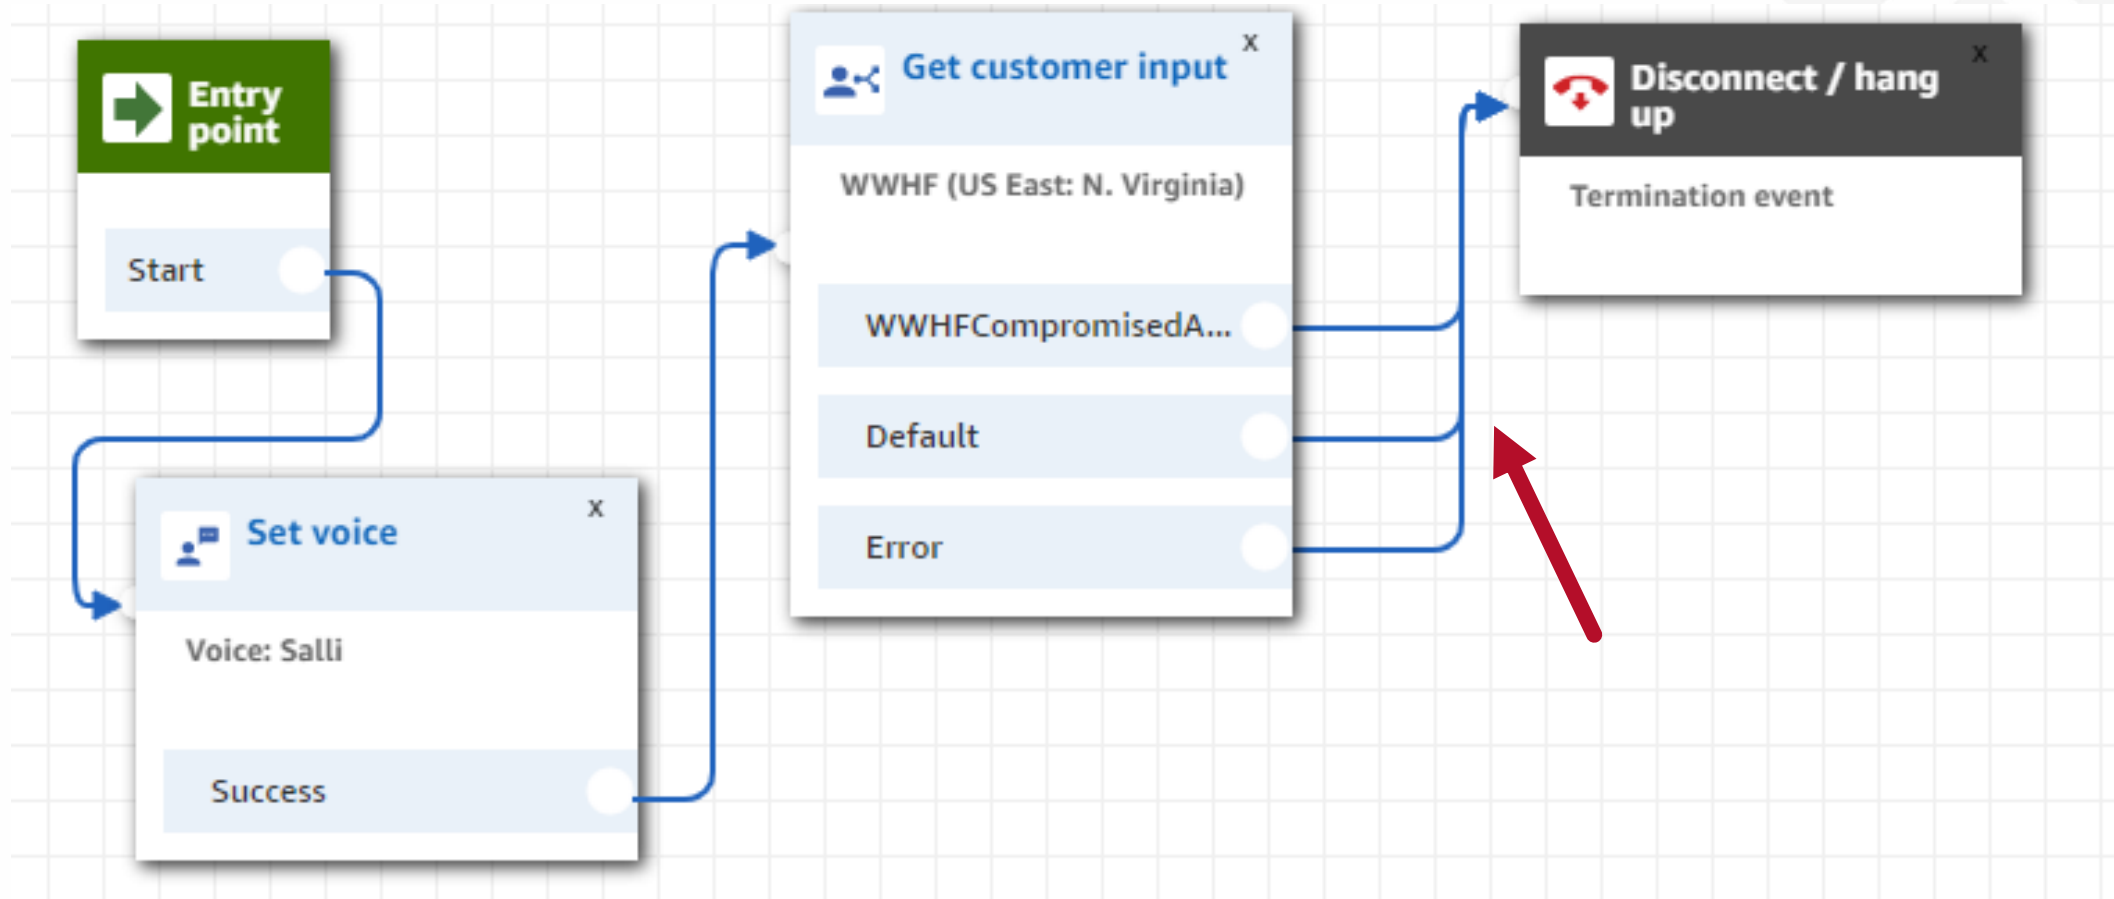 Entry
point
Start
Set voice
x
Voice: Salli
Success
Get customer input
x
WWHF (US East: N. Virginia)
WWHFCompromisedA...
Default
Error
Disconnect / hang
up
x
Termination event